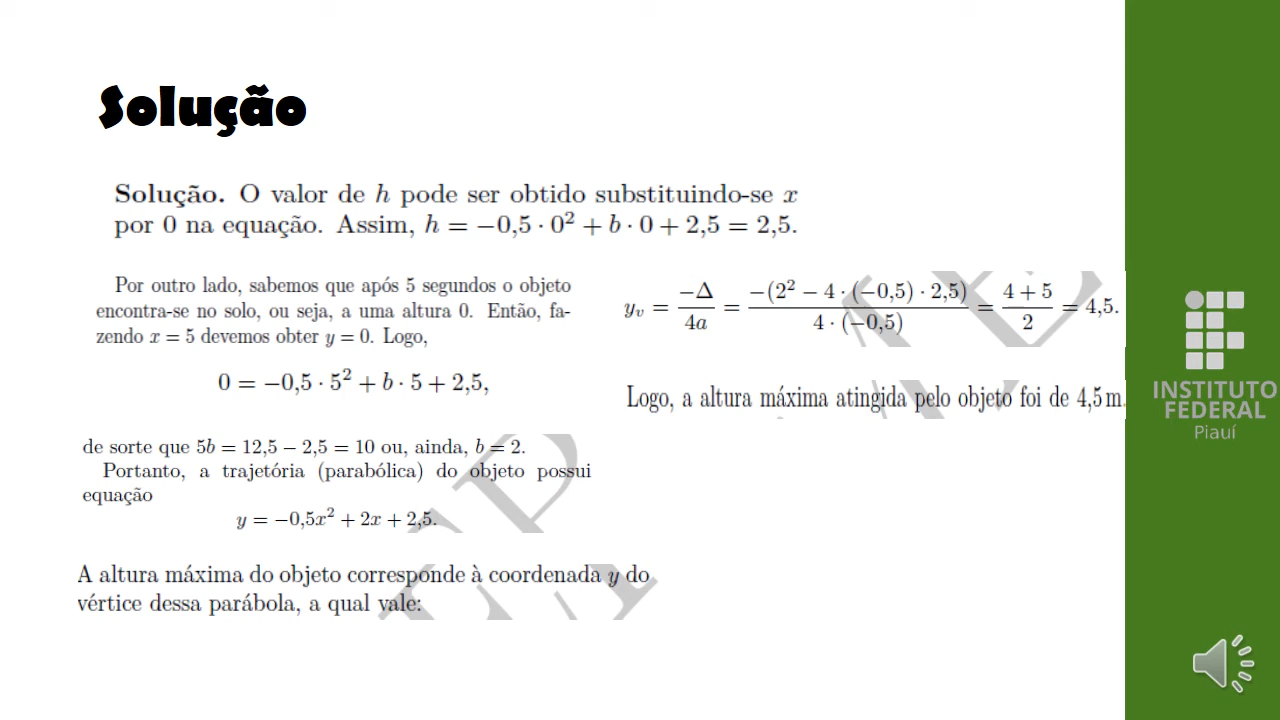 Solução
Solução. O valor de h pode ser obtido substituindo-se x
por 0 na equação. Assim, h = −0,5 · 0² + b · 0 + 2,5 = 2,5.
Por outro lado, sabemos que após 5 segundos o objeto
encontra-se no solo, ou seja, a uma altura 0. Então, fa-
zendo x = 5 devemos obter y = 0. Logo,
0 = −0,5 · 5² + b · 5 + 2,5,
de sorte que 5b = 12,5 − 2,5 = 10 ou, ainda, b = 2.
Portanto, a trajetória (parabólica) do objeto possui
equação
y = −0,5x² + 2x + 2,5.
A altura máxima do objeto corresponde à coordenada y do
vértice dessa parábola, a qual vale:
yᵥ = −Δ/4a = −(2² − 4 · (−0,5) · 2,5)/4 · (−0,5) = 4 + 5/2 = 4,5.
Logo, a altura máxima atingida pelo objeto foi de 4,5 m.
INSTITUTO
FEDERAL
Piauí